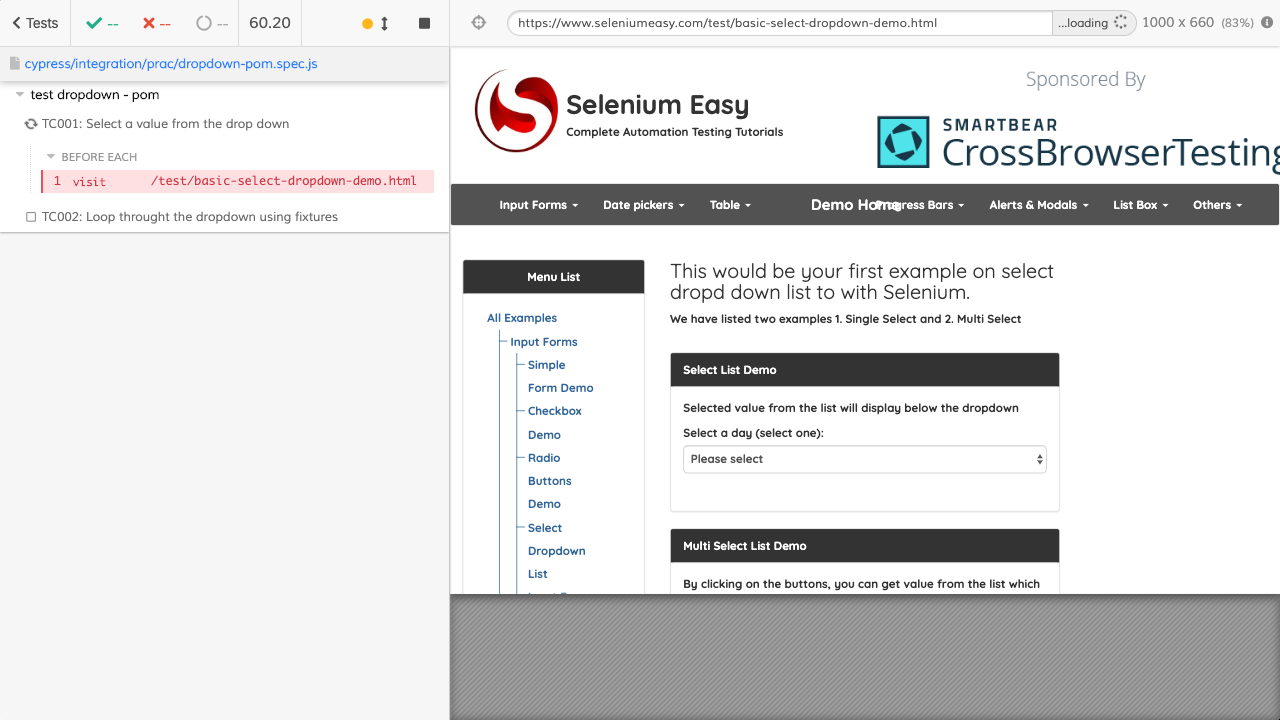 Tests
--
--
--
60.20
https://www.seleniumeasy.com/test/basic-select-dropdown-demo.html
...loading
1000 x 660 (83%)
cypress/integration/prac/dropdown-pom.spec.js
test dropdown - pom
TC001: Select a value from the drop down
BEFORE EACH
1 visit /test/basic-select-dropdown-demo.html
TC002: Loop throught the dropdown using fixtures
Selenium Easy
Complete Automation Testing Tutorials
Sponsored By
SMARTBEAR
CrossBrowserTesting
Input Forms
Date pickers
Table
Demo Home
Progress Bars
Alerts & Modals
List Box
Others
Menu List
All Examples
Input Forms
Simple
Form Demo
Checkbox
Demo
Radio
Buttons
Demo
Select
Dropdown
List
This would be your first example on select
dropd down list to with Selenium.
We have listed two examples 1. Single Select and 2. Multi Select
Select List Demo
Selected value from the list will display below the dropdown
Select a day (select one):
Please select
Multi Select List Demo
By clicking on the buttons, you can get value from the list which